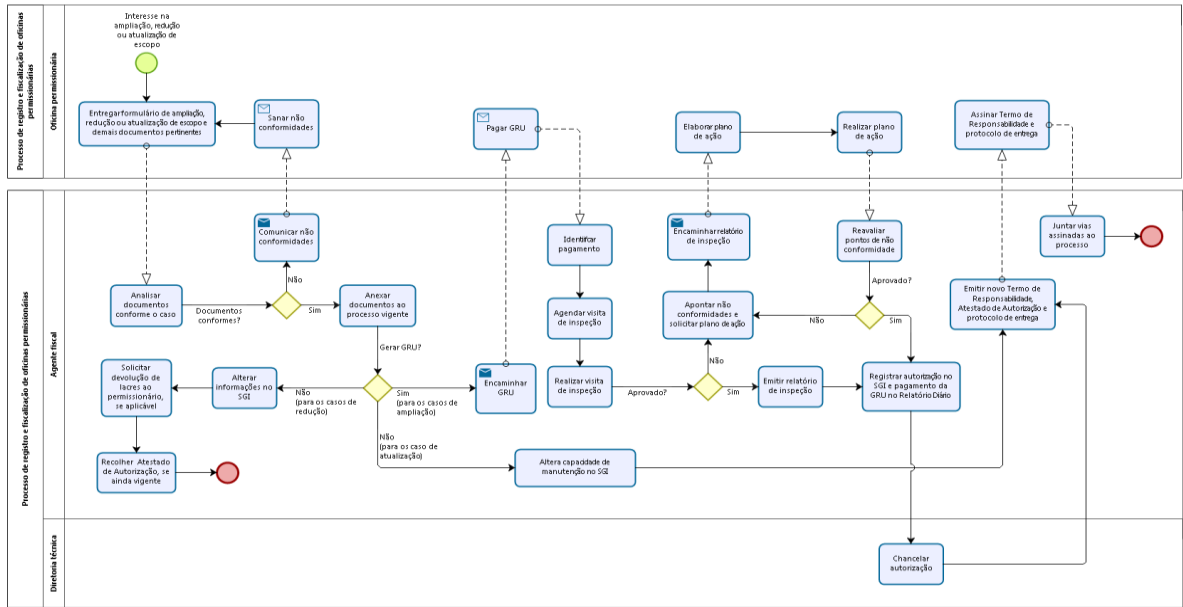 Processo de registro e fiscalização de oficinas
permissionárias
Oficina permissionária
Interesse na
ampliação, redução
ou atualização de
escopo
Entregar formulário de ampliação,
redução ou atualização de escopo e
demais documentos pertinentes
Sanar não
conformidades
Pagar GRU
Elaborar plano
de ação
Realizar plano
de ação
Assinar Termo de
Responsabilidade e
protocolo de entrega
Processo de registro e fiscalização de oficinas permissionárias
Agente fiscal
Comunicar não
conformidades
Identificar
pagamento
Encaminhar relatório
de inspeção
Reavaliar
pontos de não
conformidade
Juntar vias
assinadas ao
processo
Analisar
documentos
conforme o caso
Documentos
conformes?
Não
Sim
Anexar
documentos ao
processo vigente
Agendar visita
de inspeção
Apontar não
conformidades e
solicitar plano de ação
Aprovado?
Não
Sim
Emitir novo Termo de
Responsabilidade,
Atestado de Autorização e
protocolo de entrega
Gerar GRU?
Solicitar
devolução de
lacres ao
permissionário,
se aplicável
Alterar
informações no
SGI
Não
(para os casos de
redução)
Sim
(para os casos de
ampliação)
Encaminhar
GRU
Realizar visita
de inspeção
Aprovado?
Não
Sim
Emitir relatório
de inspeção
Registrar autorização no
SGI e pagamento da
GRU no Relatório Diário
Não
(para os caso de
atualização)
Recolher Atestado
de Autorização, se
ainda vigente
Altera capacidade de
manutenção no SGI
Diretoria técnica
Chancelar
autorização